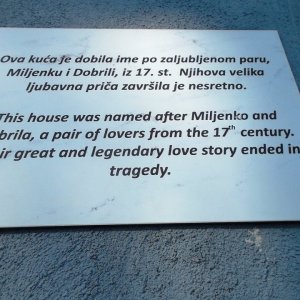 Ova kuća je dobila ime po zaljubljenom paru,
Miljenku i Dobrili, iz 17. st. Njihova velika
ljubavna priča završila je nesretno.
This house was named after Miljenko and
brila, a pair of lovers from the 17th century.
ir great and legendary love story ended in
tragedy.